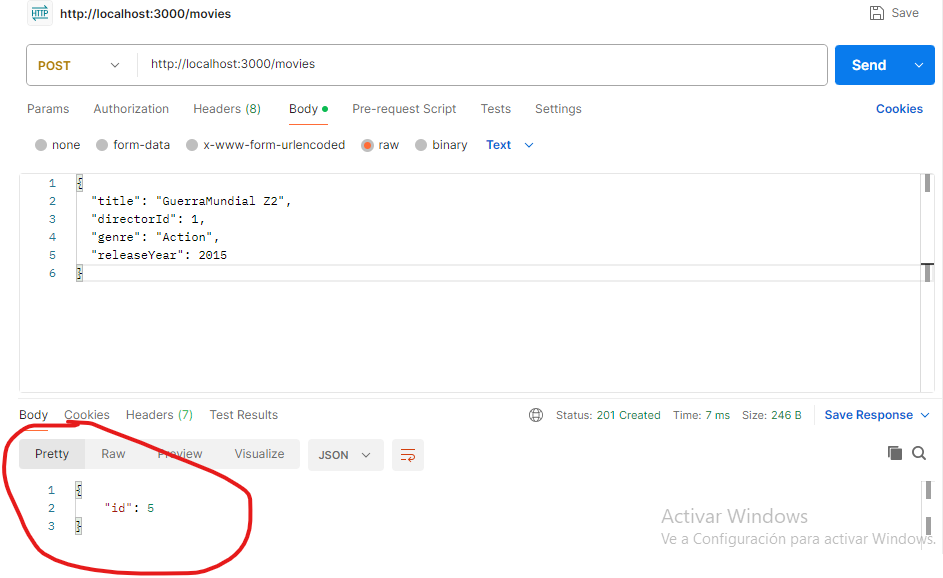 HTTP http://localhost:3000/movies Save
POST http://localhost:3000/movies Send
Params Authorization Headers (8) Body Pre-request Script Tests Settings Cookies
none form-data x-www-form-urlencoded raw binary Text
1 {
2 "title": "GuerraMundial Z2",
3 "directorId": 1,
4 "genre": "Action",
5 "releaseYear": 2015
6 }
Body Cookies Headers (7) Test Results Status: 201 Created Time: 7 ms Size: 246 B Save Response
Pretty Raw Preview Visualize JSON
1 {
2 "id": 5
3 }
Activar Windows
Ve a Configuración para activar Windows.